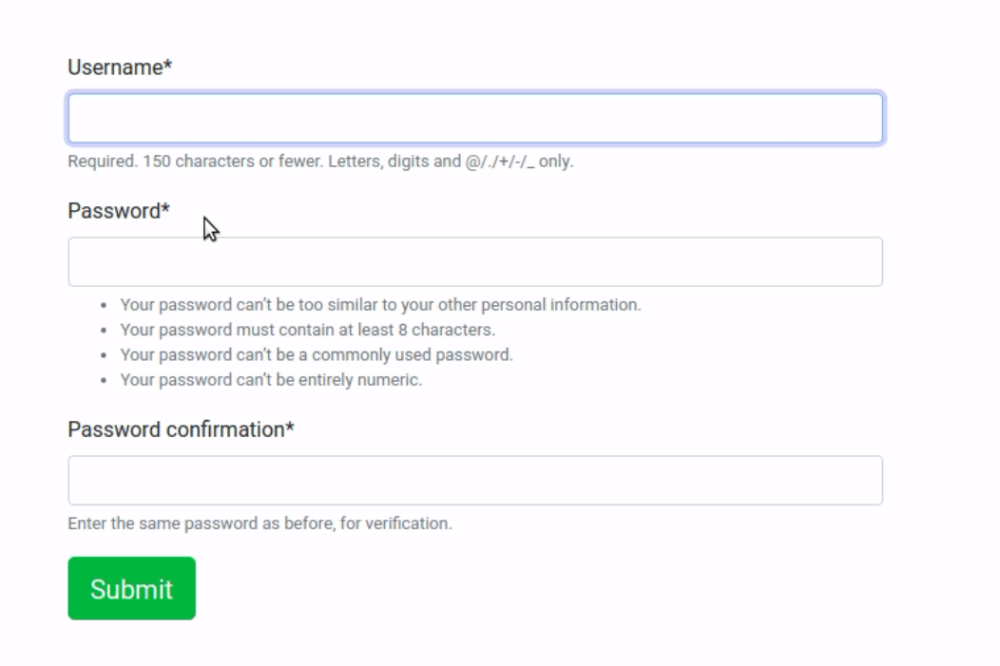 Username*
Required. 150 characters or fewer. Letters, digits and @/./+/-/_ only.
Password*
• Your password can’t be too similar to your other personal information.
• Your password must contain at least 8 characters.
• Your password can’t be a commonly used password.
• Your password can’t be entirely numeric.
Password confirmation*
Enter the same password as before, for verification.
Submit